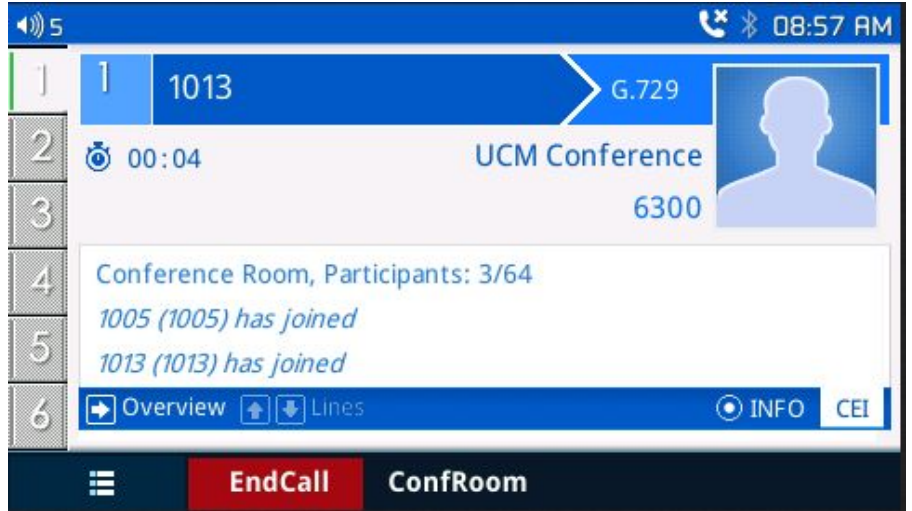 5 08:57 AM
1 1 1013 G.729
2 00:04 UCM Conference
3 6300
4 Conference Room, Participants: 3/64
1005 (1005) has joined
5 1013 (1013) has joined
6 Overview Lines INFO CEI
EndCall ConfRoom